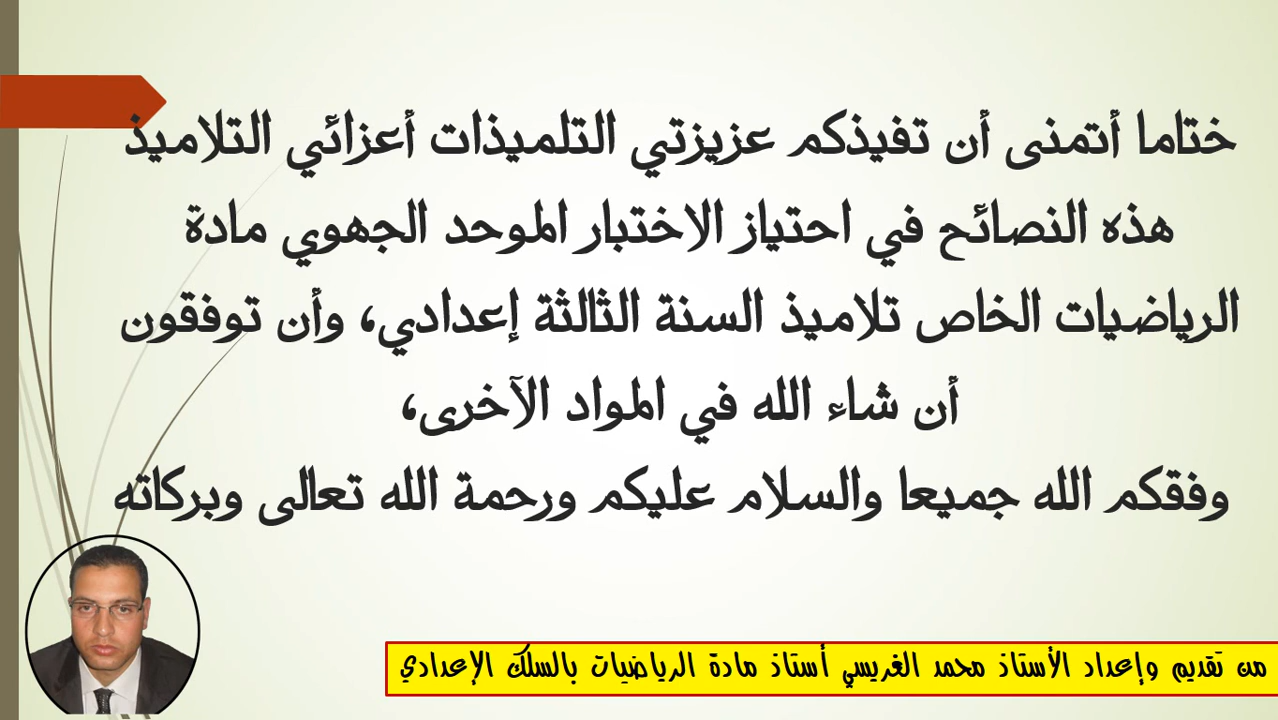 ختاما أتمنى أن تفيذكم عزيزتي التلميذات أعزائي التلاميذ
هذه النصائح في احتياز الاختبار الموحد الجهوي مادة
الرياضيات الخاص تلاميذ السنة الثالثة إعدادي، وأن توفقون
أن شاء الله في المواد الآخرى،
وفقكم الله جميعا والسلام عليكم ورحمة الله تعالى وبركاته
من تقديم وإعداد الأستاذ محمد الغريسي أستاذ مادة الرياضيات بالسلك الإعدادي